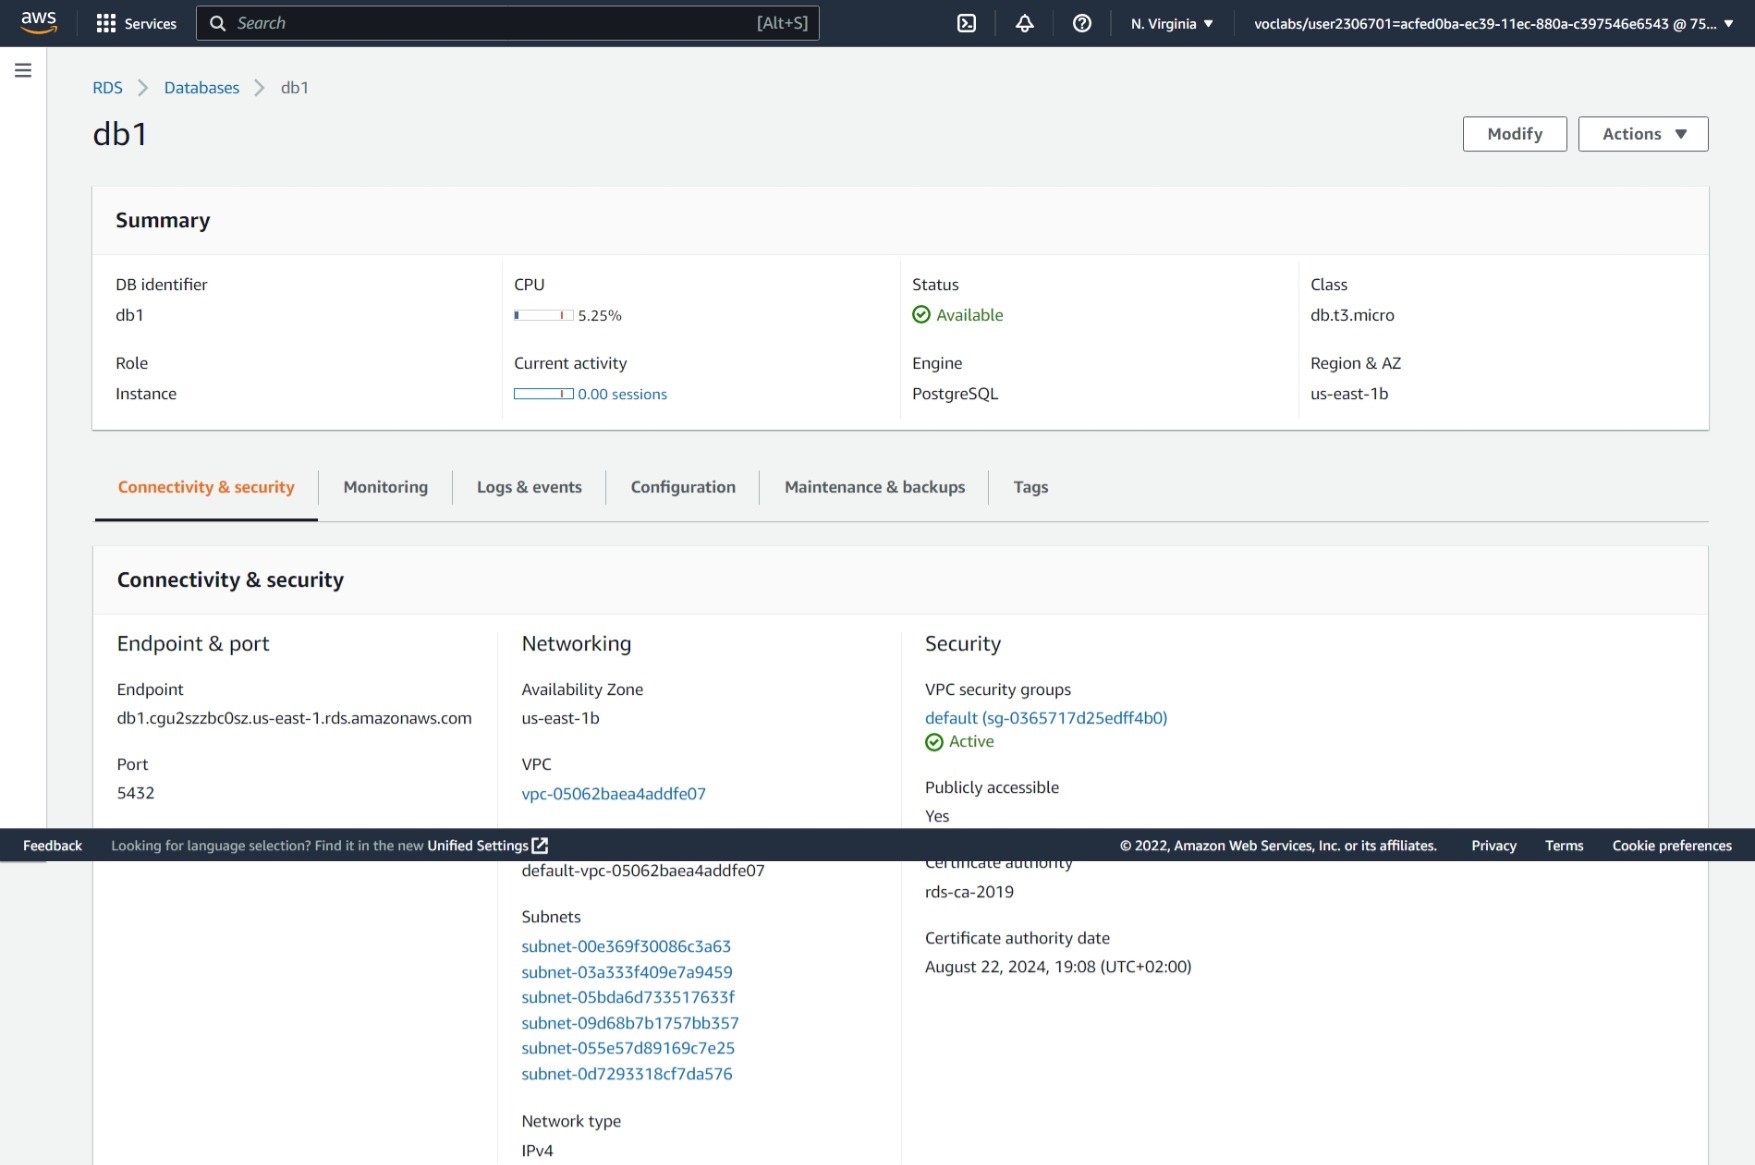 aws Services Search [Alt+S] N. Virginia ▼ voclabs/user2306701=acfed0ba-ec39-11ec-880a-c397546e6543 @ 75... ▼
RDS > Databases > db1
db1
Modify Actions ▼
Summary
DB identifier CPU Status Class
db1 5.25% Available db.t3.micro
Role Current activity Engine Region & AZ
Instance 0.00 sessions PostgreSQL us-east-1b
Connectivity & security Monitoring Logs & events Configuration Maintenance & backups Tags
Connectivity & security
Endpoint & port
Endpoint
db1.cgu2szzbc0sz.us-east-1.rds.amazonaws.com
Port
5432
Networking
Availability Zone
us-east-1b
VPC
vpc-05062baea4addfe07
Security
VPC security groups
default (sg-0365717d25edff4b0)
Active
Publicly accessible
Yes
Feedback Looking for language selection? Find it in the new Unified Settings © 2022, Amazon Web Services, Inc. or its affiliates. Privacy Terms Cookie preferences
default-vpc-05062baea4addfe07
Subnets
subnet-00e369f30086c3a63
subnet-03a333f409e7a9459
subnet-05bda6d733517633f
subnet-09d68b7b1757bb357
subnet-055e57d89169c7e25
subnet-0d7293318cf7da576
Network type
IPv4
Certificate authority
rds-ca-2019
Certificate authority date
August 22, 2024, 19:08 (UTC+02:00)